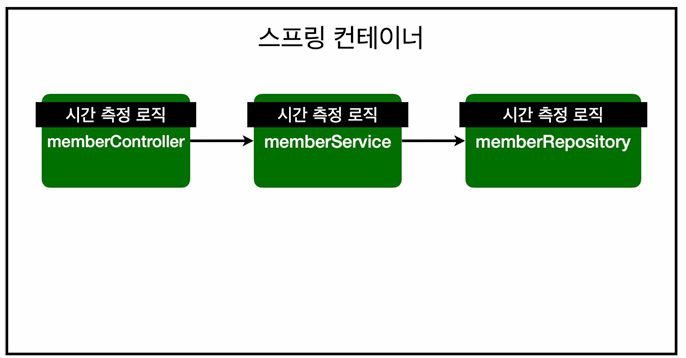 스프링 컨테이너
시간 측정 로직
memberController
시간 측정 로직
memberService
시간 측정 로직
memberRepository